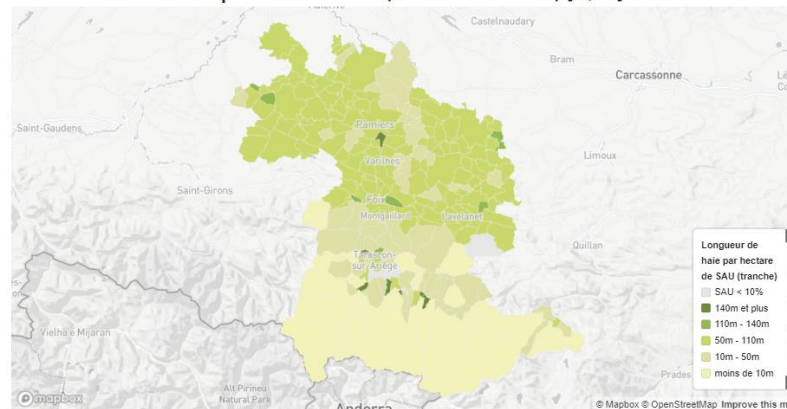 Castelnaudary
Bram
Carcassonne
Saint-Gaudens
Pamiers
Limoux
Varilhes
Saint-Girons
Foix
Montgaillard
Lavelanet
Quillan
Tarascon-
sur-Ariège
Vielha e Mijaran
Prades
Alt Pirineu
Natural Park
Andorra
Longueur de
haie par hectare
de SAU (tranche)
SAU < 10%
140m et plus
110m - 140m
50m - 110m
10m - 50m
moins de 10m
mapbox
© Mapbox © OpenStreetMap Improve this m